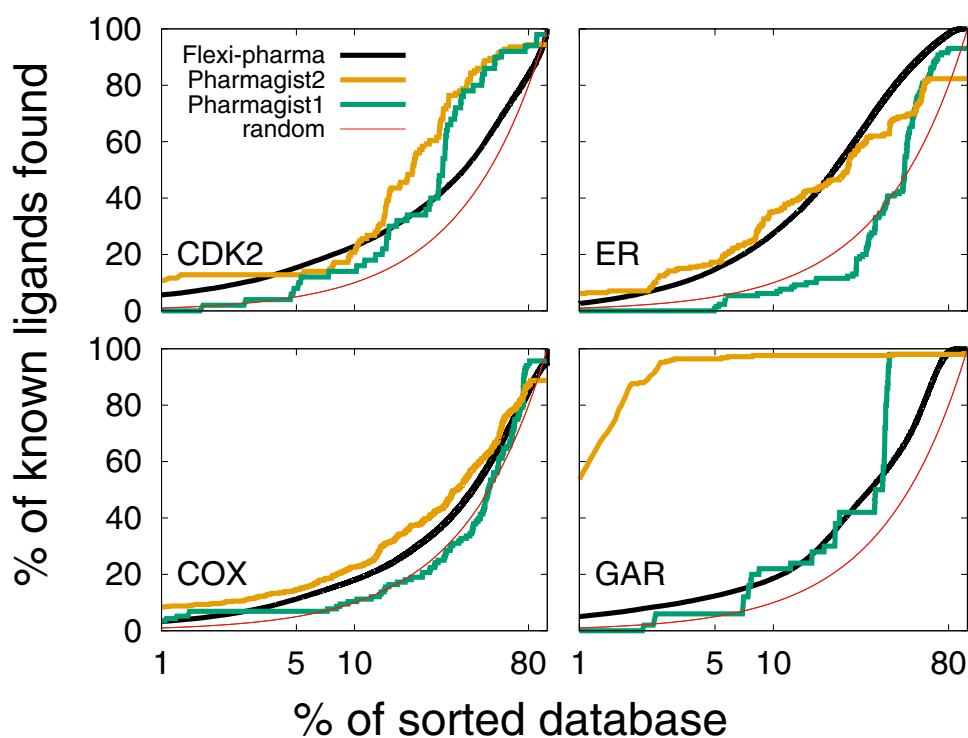 % of known ligands found
100
80
60
40
20
0
Flexi-pharma
Pharmagist2
Pharmagist1
random
CDK2
ER
100
80
60
40
20
0
COX
GAR
1 5 10 80
1 5 10 80
% of sorted database